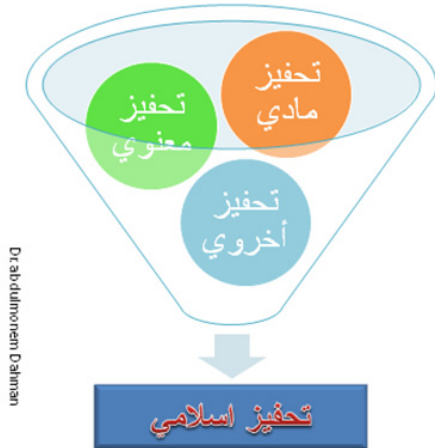 تحفيز
مادي
تحفيز
معنوي
تحفيز
أخروي
تحفيز اسلامي
Dr.abdulmonem Dahman